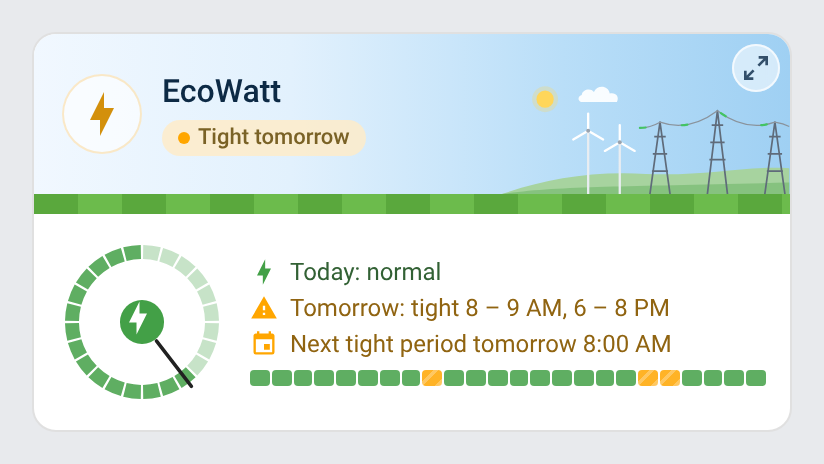 EcoWatt
Tight tomorrow
Today: normal
Tomorrow: tight 8 – 9 AM, 6 – 8 PM
Next tight period tomorrow 8:00 AM